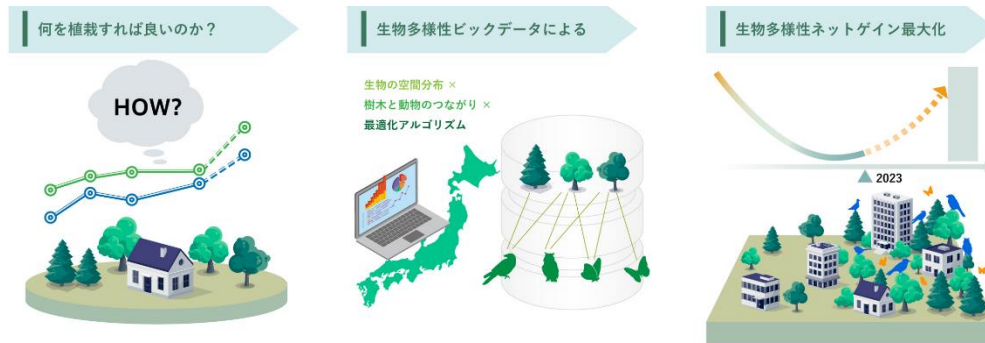 何を植栽すれば良いのか？
HOW?
生物多様性ビックデータによる
生物の空間分布 ×
樹木と動物のつながり ×
最適化アルゴリズム
生物多様性ネットゲイン最大化
2023